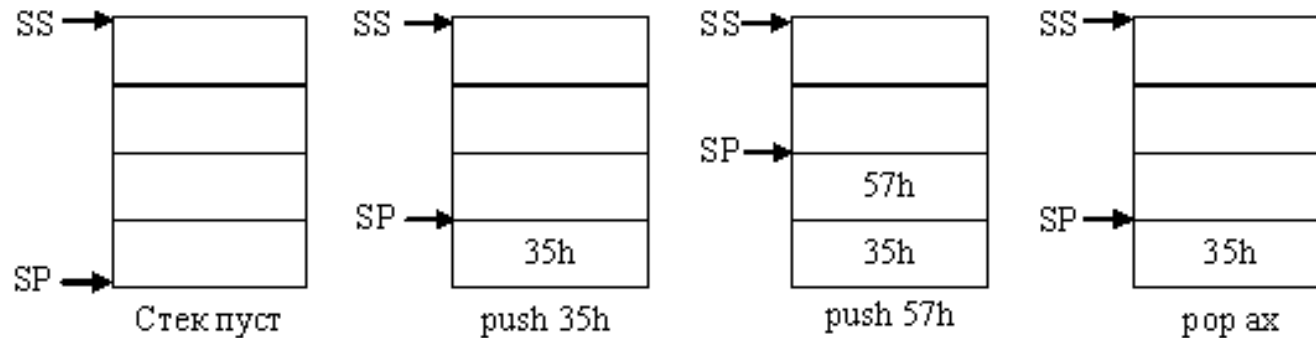 SS
SP
Стек пуст
SS
SP
35h
push 35h
SS
SP
57h
35h
push 57h
SS
SP
35h
pop ax